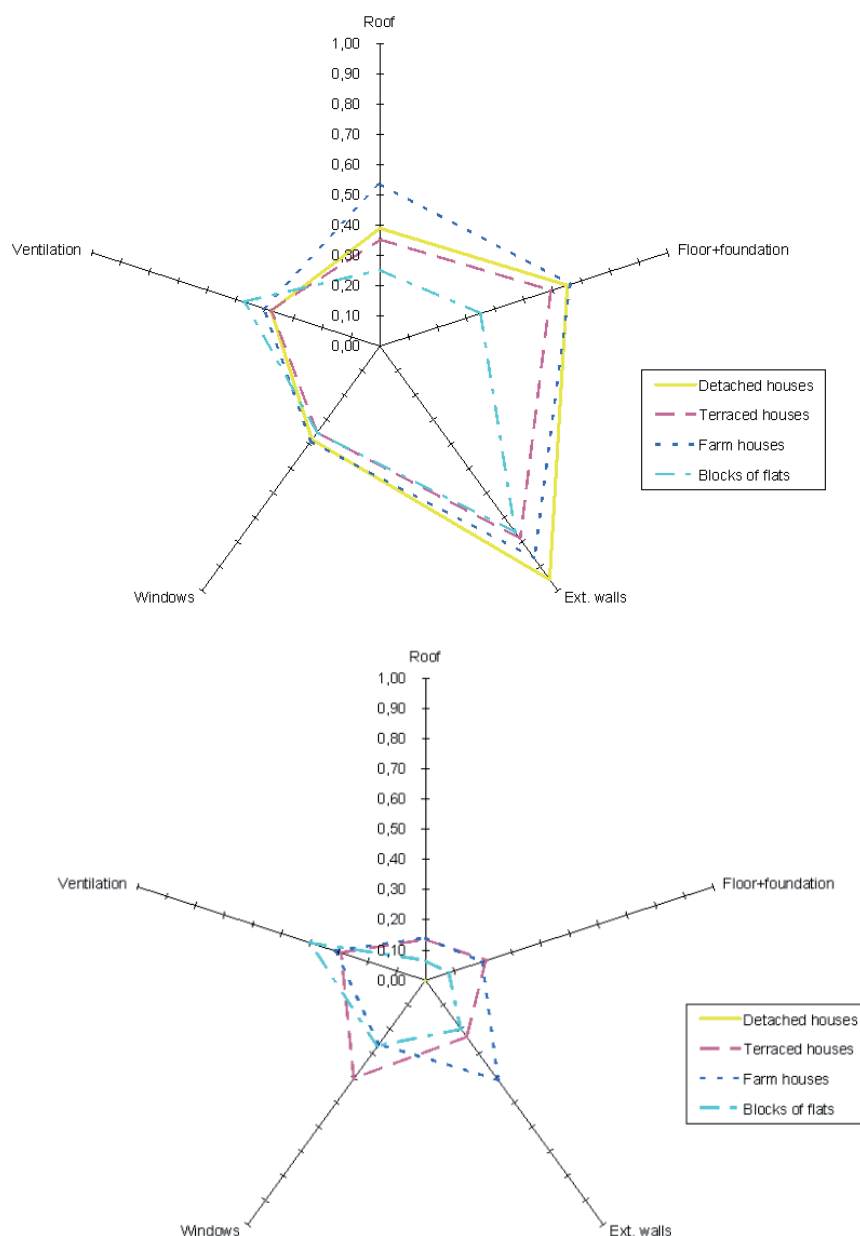 Roof
1,00
0,90
0,80
0,70
0,60
0,50
0,40
0,30
0,20
0,10
0,00
Ventilation
Floor+foundation
Windows
Ext. walls
Detached houses
Terraced houses
Farm houses
Blocks of flats
Roof
1,00
0,90
0,80
0,70
0,60
0,50
0,40
0,30
0,20
0,10
0,00
Ventilation
Floor+foundation
Windows
Ext. walls
Detached houses
Terraced houses
Farm houses
Blocks of flats